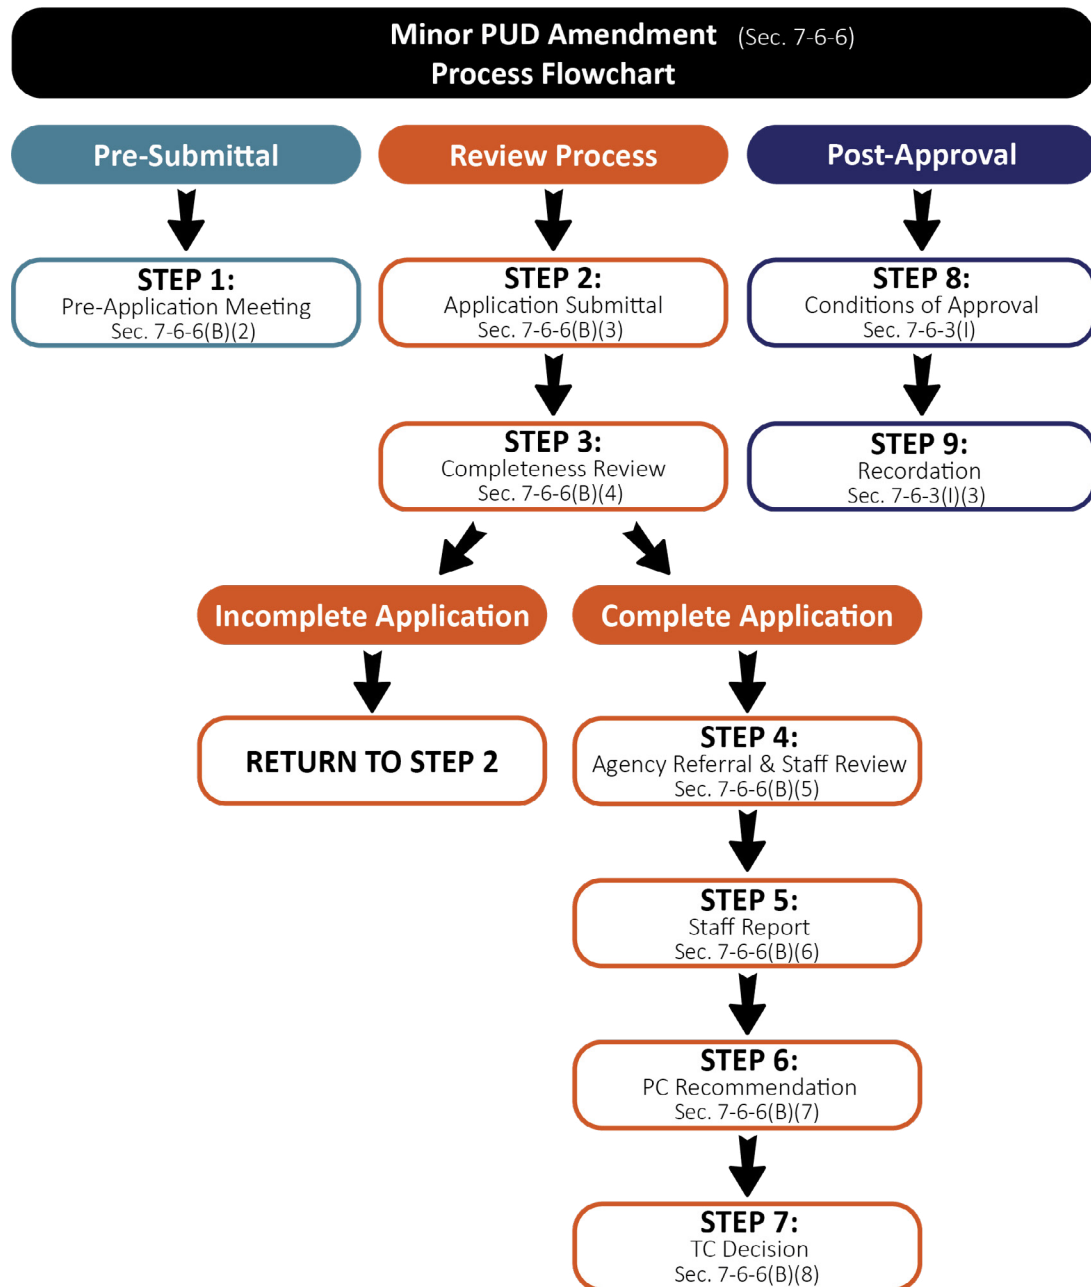 Minor PUD Amendment (Sec. 7-6-6)
Process Flowchart
Pre-Submittal
STEP 1:
Pre-Application Meeting
Sec. 7-6-6(B)(2)
Review Process
STEP 2:
Application Submittal
Sec. 7-6-6(B)(3)
STEP 3:
Completeness Review
Sec. 7-6-6(B)(4)
Incomplete Application
RETURN TO STEP 2
Complete Application
STEP 4:
Agency Referral & Staff Review
Sec. 7-6-6(B)(5)
STEP 5:
Staff Report
Sec. 7-6-6(B)(6)
STEP 6:
PC Recommendation
Sec. 7-6-6(B)(7)
STEP 7:
TC Decision
Sec. 7-6-6(B)(8)
Post-Approval
STEP 8:
Conditions of Approval
Sec. 7-6-3(I)
STEP 9:
Recordation
Sec. 7-6-3(I)(3)